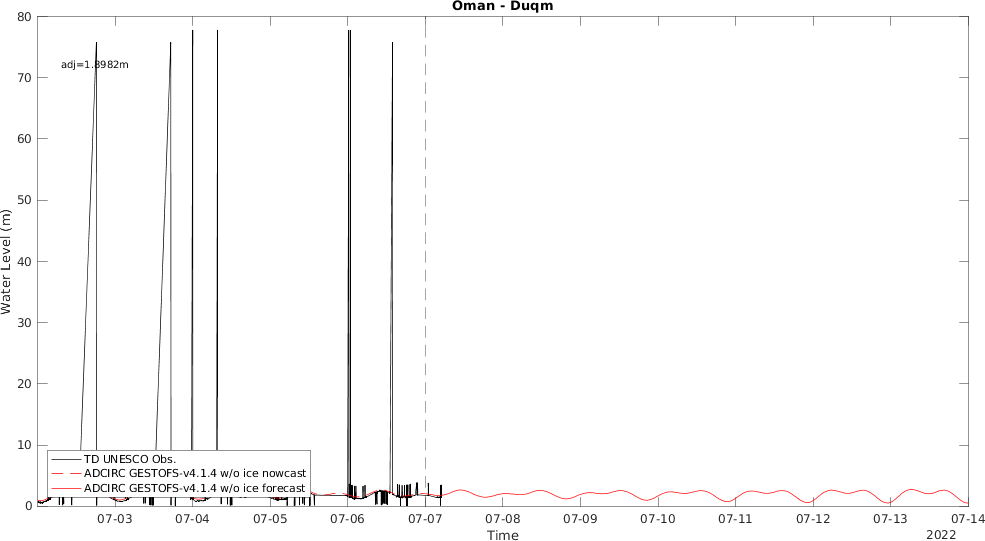 Oman - Duqm
80
70
60
50
40
30
20
10
0
Water Level (m)
adj=1.8982m
TD UNESCO Obs.
ADCIRC GESTOFS-v4.1.4 w/o ice nowcast
ADCIRC GESTOFS-v4.1.4 w/o ice forecast
07-03 07-04 07-05 07-06 07-07 07-08 07-09 07-10 07-11 07-12 07-13 07-14
Time
2022